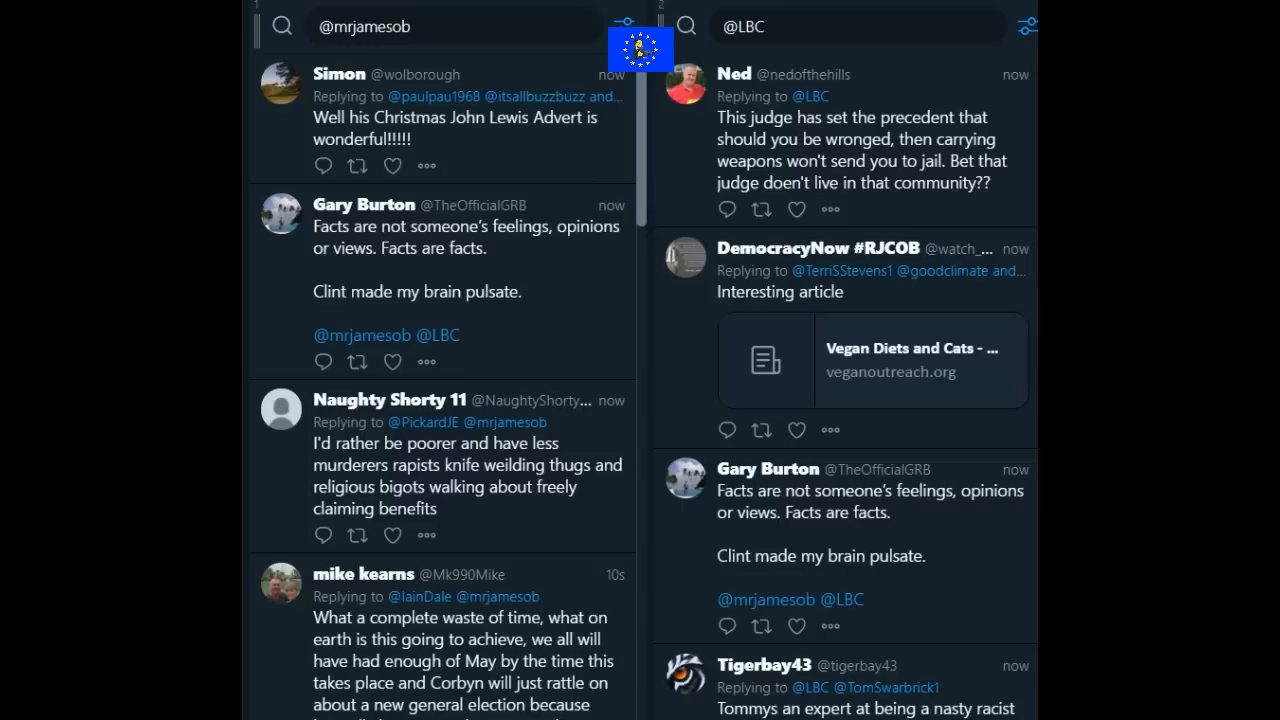 1
@mrjamesob
Simon @wolborough now
Replying to @paulpau1968 @itsallbuzzbuzz and...
Well his Christmas John Lewis Advert is
wonderful!!!!!
Gary Burton @TheOfficialGRB now
Facts are not someone's feelings, opinions
or views. Facts are facts.
Clint made my brain pulsate.
@mrjamesob @LBC
Naughty Shorty 11 @NaughtyShorty... now
Replying to @PickardJE @mrjamesob
I'd rather be poorer and have less
murderers rapists knife weilding thugs and
religious bigots walking about freely
claiming benefits
mike kearns @Mk990Mike 10s
Replying to @IainDale @mrjamesob
What a complete waste of time, what on
earth is this going to achieve, we all will
have had enough of May by the time this
takes place and Corbyn will just rattle on
about a new general election because
2
@LBC
Ned @nedofthehills now
Replying to @LBC
This judge has set the precedent that
should you be wronged, then carrying
weapons won't send you to jail. Bet that
judge doen't live in that community??
DemocracyNow #RJCOB @watch_... now
Replying to @TerriSStevens1 @goodclimate and...
Interesting article
Vegan Diets and Cats - ...
veganoutreach.org
Gary Burton @TheOfficialGRB now
Facts are not someone's feelings, opinions
or views. Facts are facts.
Clint made my brain pulsate.
@mrjamesob @LBC
Tigerbay43 @tigerbay43 now
Replying to @LBC @TomSwarbrick1
Tommys an expert at being a nasty racist